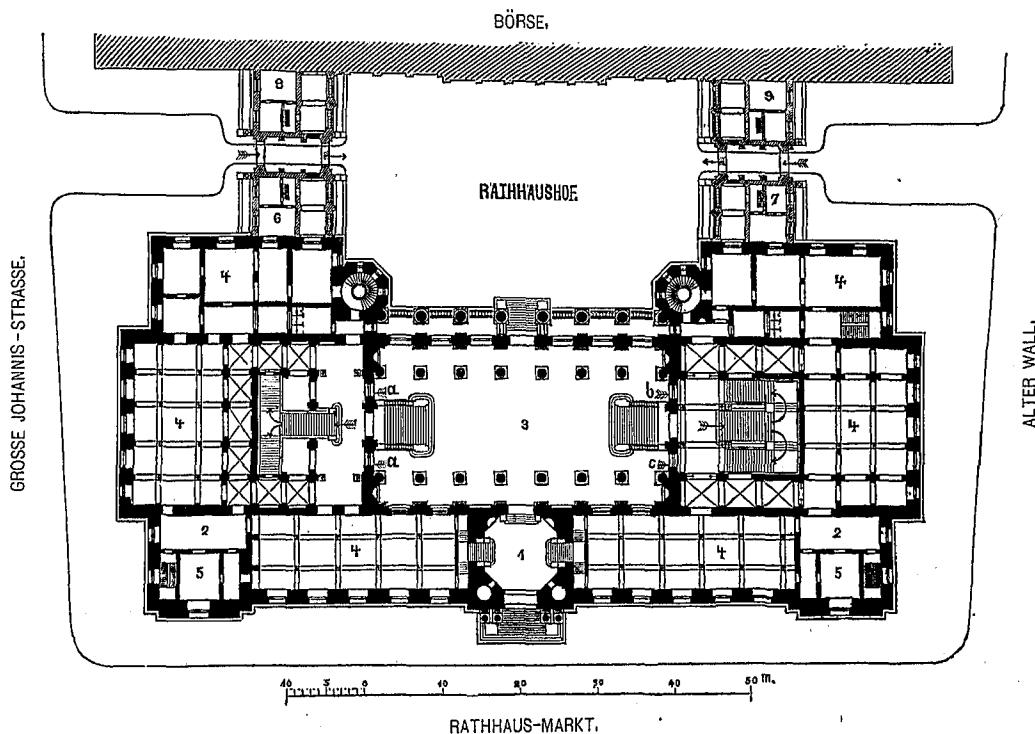 BÖRSE.
8 9
RATHHAUSHOF.
6 7
4 4
GROSSE JOHANNIS-STRASSE.
ALTER WALL.
a b
4 3 4
a c
2 4 1 4 2
5 5
10 5 0 10 20 30 40 50 m.
RATHHAUS-MARKT.